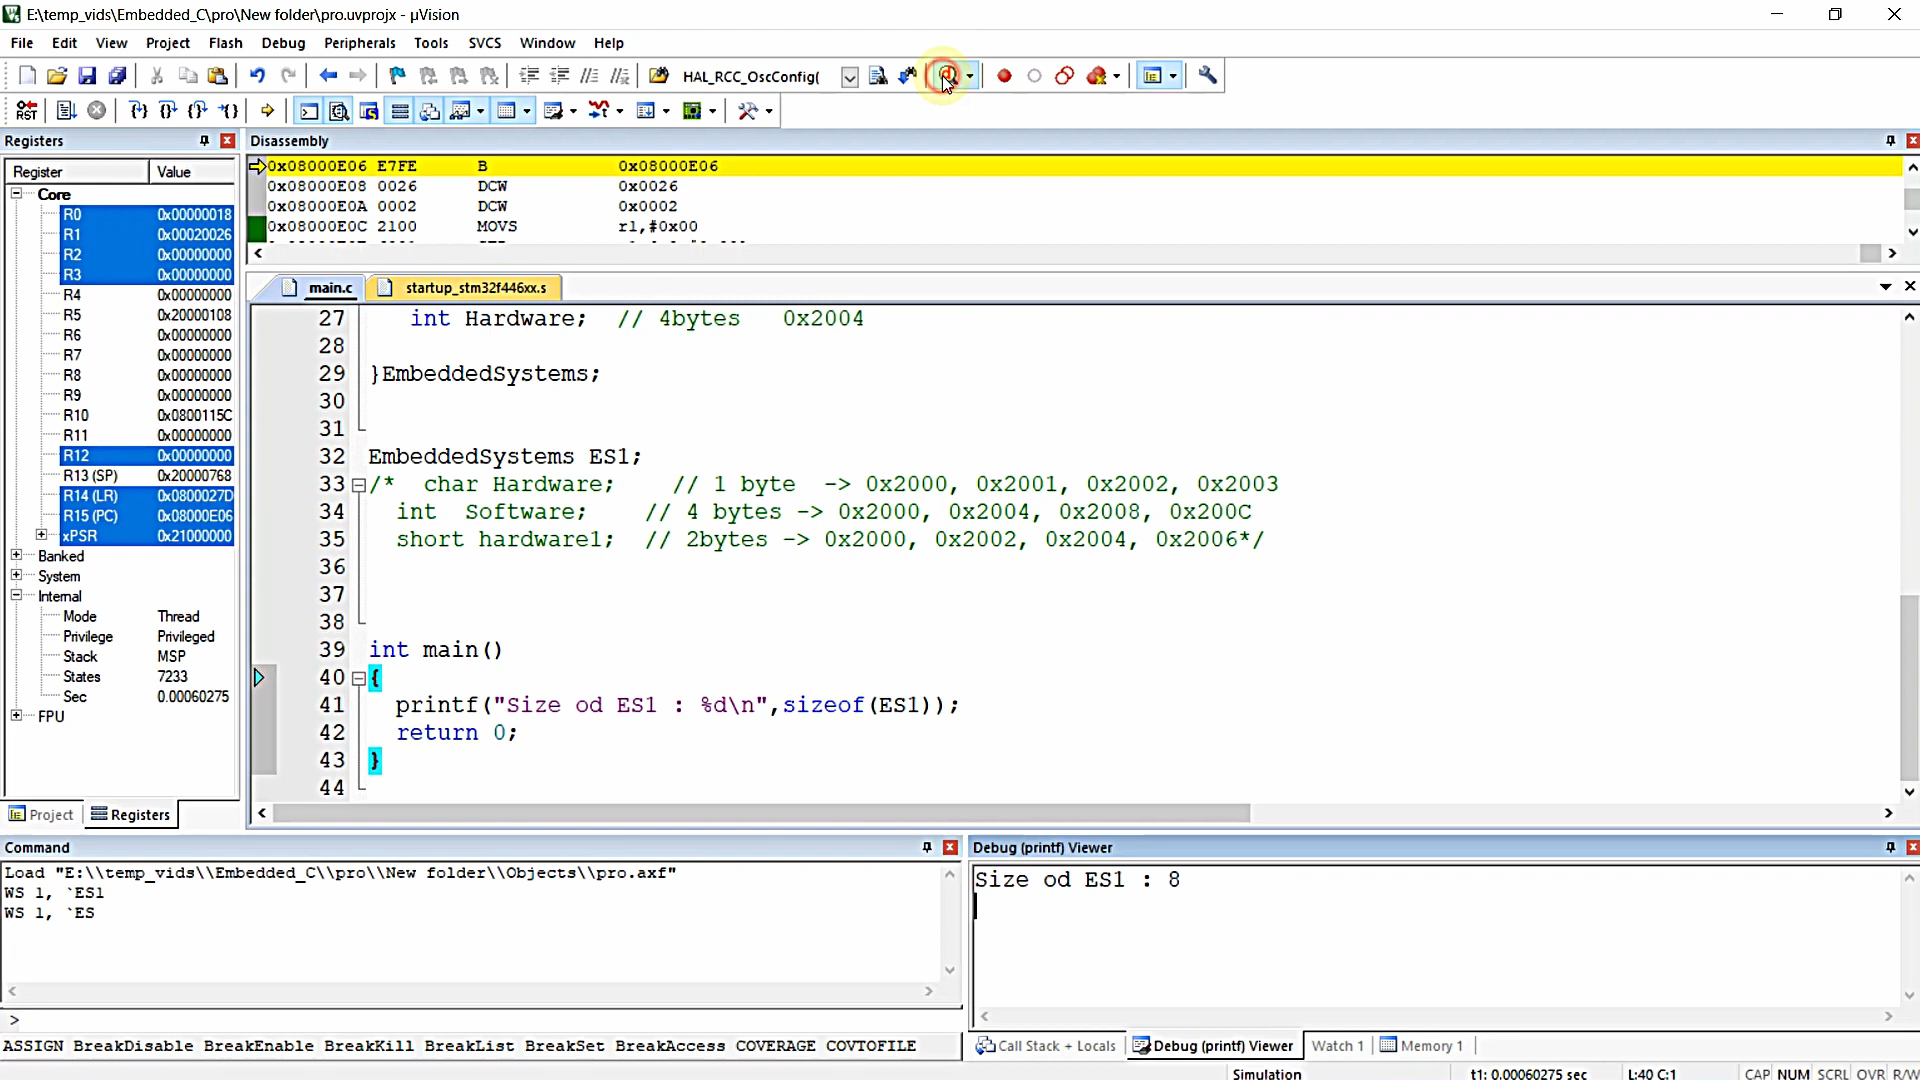 E:\temp_vids\Embedded_C\pro\New folder\pro.uvprojx - µVision
File Edit View Project Flash Debug Peripherals Tools SVCS Window Help
HAL_RCC_OscConfig(
RST
Registers
Register Value
Core
R0 0x00000018
R1 0x00020026
R2 0x00000000
R3 0x00000000
R4 0x00000000
R5 0x20000108
R6 0x00000000
R7 0x00000000
R8 0x00000000
R9 0x00000000
R10 0x0800115C
R11 0x00000000
R12 0x00000000
R13 (SP) 0x20000768
R14 (LR) 0x0800027D
R15 (PC) 0x08000E06
xPSR 0x21000000
Banked
System
Internal
Mode Thread
Privilege Privileged
Stack MSP
States 7233
Sec 0.00060275
FPU
Project Registers
Disassembly
0x08000E06 E7FE B 0x08000E06
0x08000E08 0026 DCW 0x0026
0x08000E0A 0002 DCW 0x0002
0x08000E0C 2100 MOVS r1,#0x00
main.c startup_stm32f446xx.s
27 int Hardware; // 4bytes 0x2004
28
29 }EmbeddedSystems;
30
31
32 EmbeddedSystems ES1;
33 /* char Hardware; // 1 byte -> 0x2000, 0x2001, 0x2002, 0x2003
34 int Software; // 4 bytes -> 0x2000, 0x2004, 0x2008, 0x200C
35 short hardware1; // 2bytes -> 0x2000, 0x2002, 0x2004, 0x2006*/
36
37
38
39 int main()
40 {
41 printf("Size od ES1 : %d\n",sizeof(ES1));
42 return 0;
43 }
44
Command
Load "E:\\temp_vids\\Embedded_C\\pro\\New folder\\Objects\\pro.axf"
WS 1, `ES1
WS 1, `ES
>
ASSIGN BreakDisable BreakEnable BreakKill BreakList BreakSet BreakAccess COVERAGE COVTOFILE
Debug (printf) Viewer
Size od ES1 : 8
Call Stack + Locals Debug (printf) Viewer Watch 1 Memory 1
Simulation t1: 0.00060275 sec L:40 C:1 CAP NUM SCRL OVR R/W